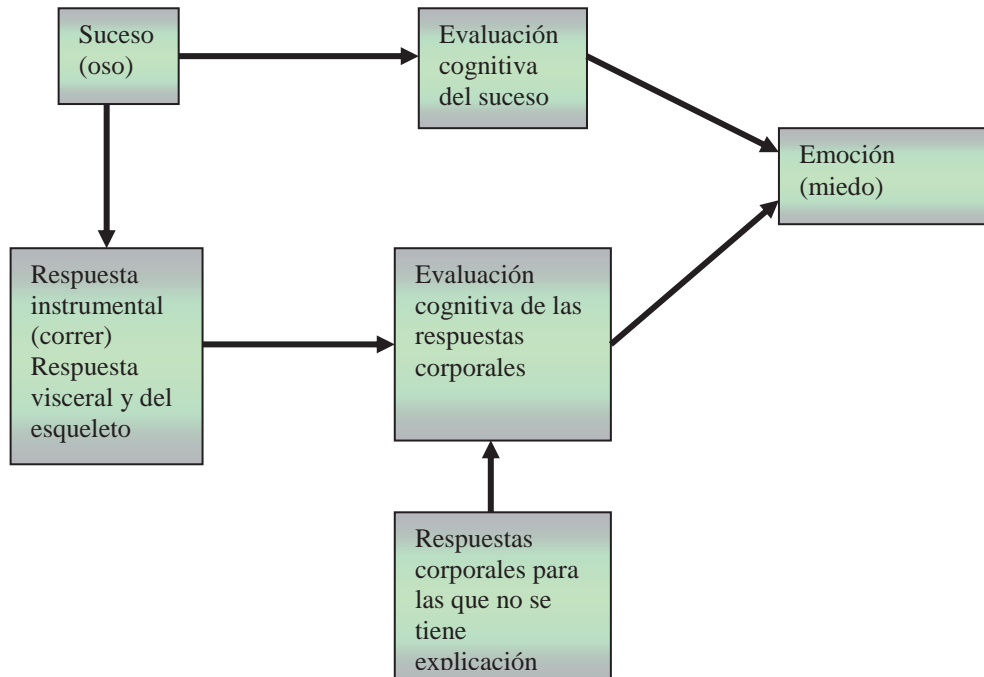 Suceso
(oso)
Evaluación
cognitiva
del suceso
Emoción
(miedo)
Respuesta
instrumental
(correr)
Respuesta
visceral y del
esqueleto
Evaluación
cognitiva de las
respuestas
corporales
Respuestas
corporales para
las que no se
tiene
explicación